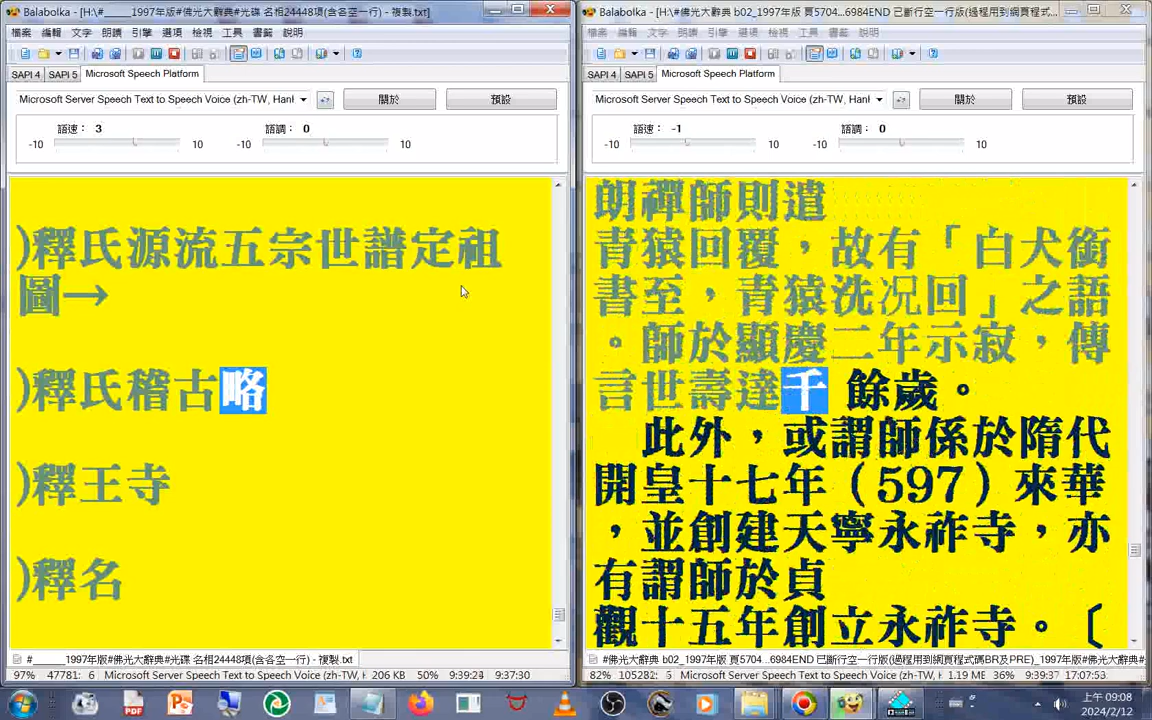 Balabolka - [H:\#_____1997年版#佛光大辭典#光碟 名相24448項(含各空一行) - 複製.txt]
檔案 編輯 文字 朗讀 引擎 選項 檢視 工具 書籤 說明
SAPI 4 SAPI 5 Microsoft Speech Platform
Microsoft Server Speech Text to Speech Voice (zh-TW, Hanl
關於
預設
語速： 3
語調： 0
-10 10 -10 10
)釋氏源流五宗世譜定祖
圖→
)釋氏稽古略
)釋王寺
)釋名
#_____1997年版#佛光大辭典#光碟 名相24448項(含各空一行) - 複製.txt
97% 47781: 6 Microsoft Speech Platform Microsoft Server Speech Text to Speech Voice (zh-TW, H 206 KB 50% 9:39:24 9:37:30
Balabolka - [H:\#佛光大辭典 b02_1997年版 頁5704...6984END 已斷行空一行版(過程用到網頁程式...
檔案 編輯 文字 朗讀 引擎 選項 檢視 工具 書籤 說明
SAPI 4 SAPI 5 Microsoft Speech Platform
Microsoft Server Speech Text to Speech Voice (zh-TW, Hanl
關於
預設
語速： -1
語調： 0
-10 10 -10 10
朗禪師則遣
青猿回覆，故有「白犬銜
書至，青猿洗況回」之語
。師於顯慶二年示寂，傳
言世壽達千 餘歲。
此外，或謂師係於隋代
開皇十七年（597）來華
，並創建天寧永祚寺，亦
有謂師於貞
觀十五年創立永祚寺。〔
#佛光大辭典 b02_1997年版 頁5704...6984END 已斷行空一行版(過程用到網頁程式碼BR及PRE)_1997年版#
82% 105282: Microsoft Speech Platform Microsoft Server Speech Text to Speech Voice (zh-TW, H 1.19 ME 36% 9:39:37 17:07:53
上午 09:08
2024/2/12